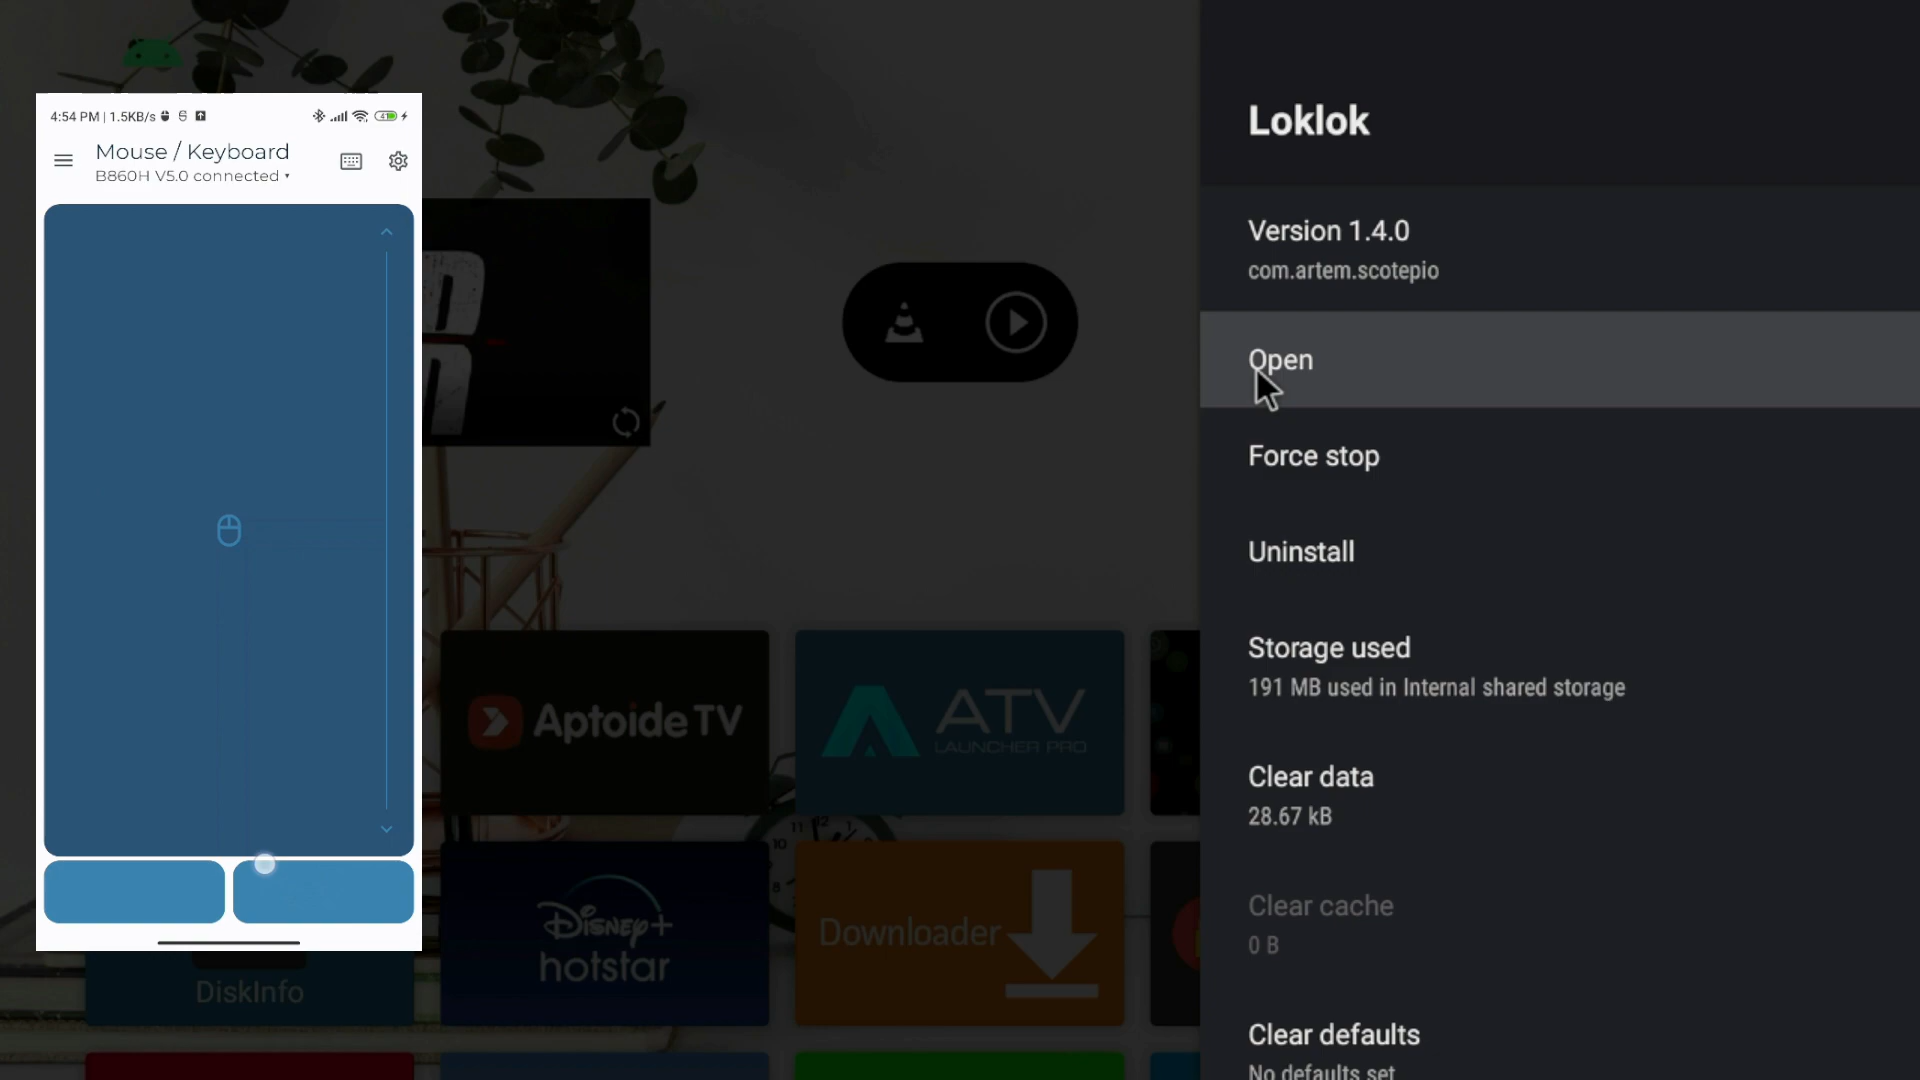 4:54 PM | 1.5KB/s
41
Mouse / Keyboard
B860H V5.0 connected
Aptoide TV
ATV
LAUNCHER PRO
DiskInfo
Disney+
hotstar
Downloader
Loklok
Version 1.4.0
com.artem.scotepio
Open
Force stop
Uninstall
Storage used
191 MB used in Internal shared storage
Clear data
28.67 kB
Clear cache
0 B
Clear defaults
No defaults set